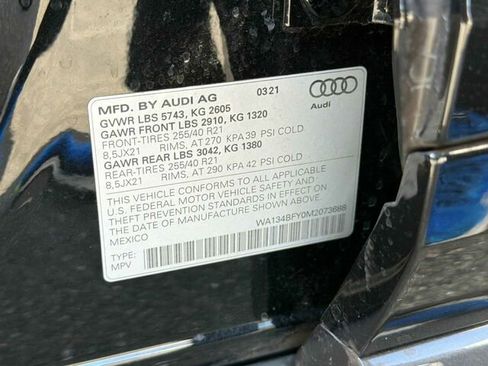 MFD. BY AUDI AG 03 21
GVWR LBS 5743, KG 2605
GAWR FRONT LBS 2910, KG 1320
FRONT-TIRES 255/40 R21
8,5JX21 RIMS, AT 270 KPA 39 PSI COLD
GAWR REAR LBS 3042, KG 1380
REAR-TIRES 255/40 R21
8,5JX21 RIMS, AT 290 KPA 42 PSI COLD
Audi
THIS VEHICLE CONFORMS TO ALL APPLICABLE
U.S. FEDERAL MOTOR VEHICLE SAFETY AND
THEFT PREVENTION STANDARDS IN EFFECT ON
THE DATE OF MANUFACTURE SHOWN ABOVE.
MEXICO
WA134BFY0M2073688
TYPE:
MPV